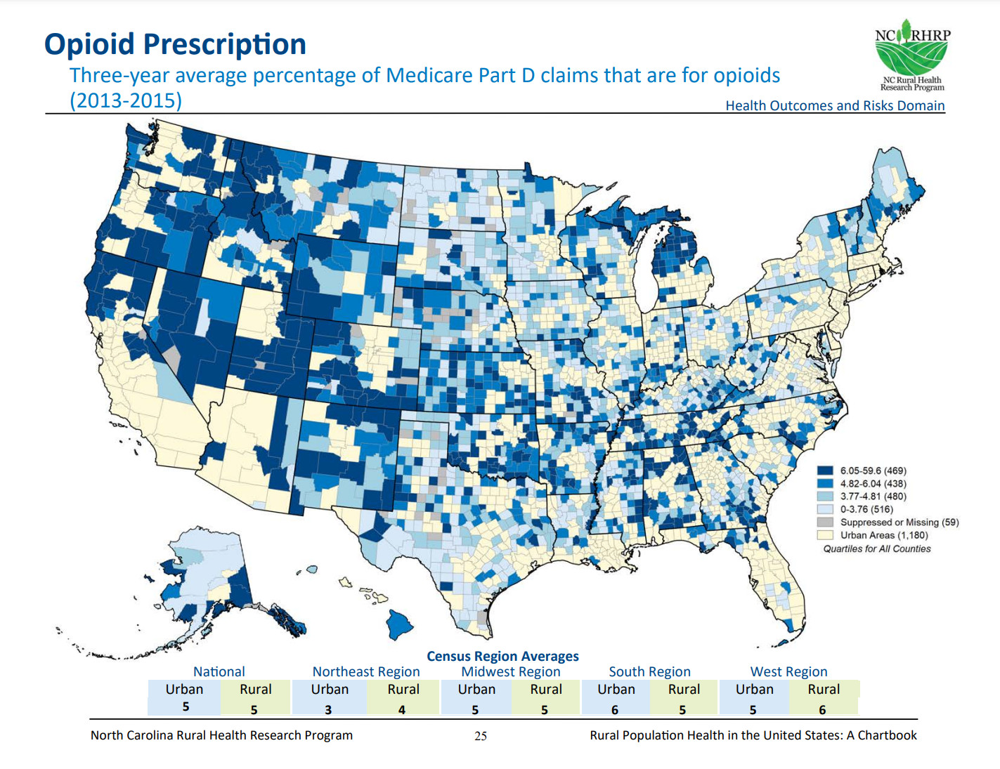 Opioid Prescription
Three-year average percentage of Medicare Part D claims that are for opioids
(2013-2015)
NC RHRP
NC Rural Health
Research Program
Health Outcomes and Risks Domain
6.05-59.6 (469)
4.82-6.04 (438)
3.77-4.81 (480)
0-3.76 (516)
Suppressed or Missing (59)
Urban Areas (1,180)
Quartiles for All Counties
Census Region Averages
National Northeast Region Midwest Region South Region West Region
Urban Rural Urban Rural Urban Rural Urban Rural Urban Rural
5 5 3 4 5 5 6 5 5 6
North Carolina Rural Health Research Program 25 Rural Population Health in the United States: A Chartbook